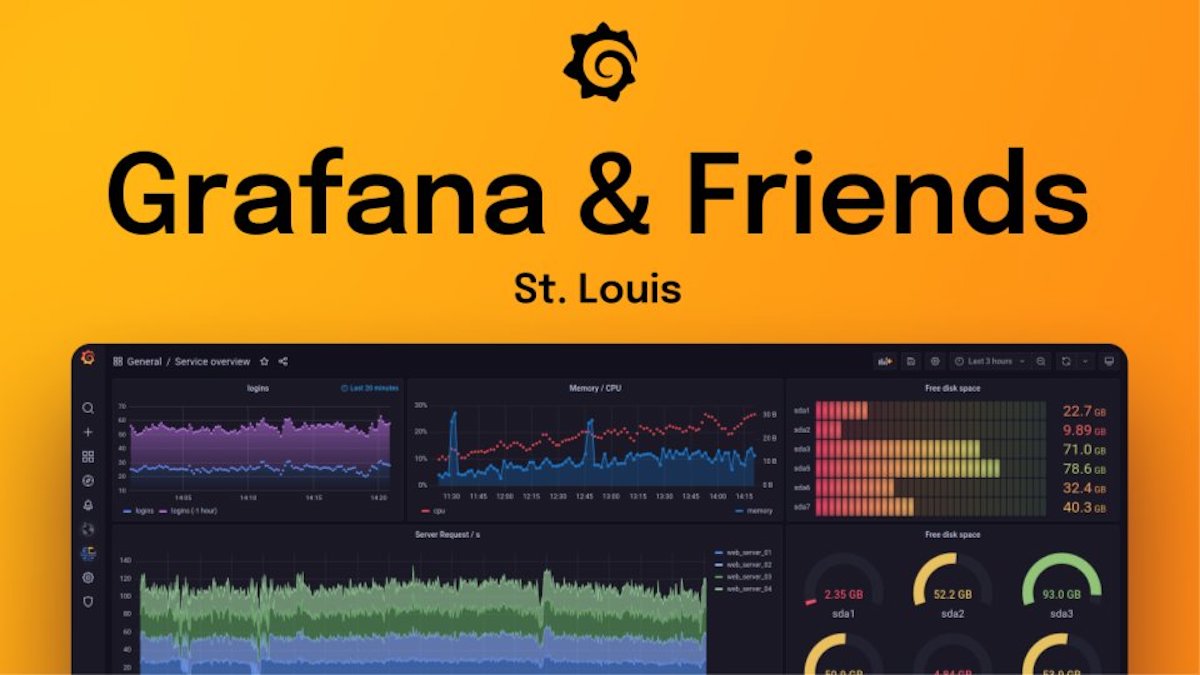 Grafana & Friends
St. Louis
General / Service overview
Last 3 hours
logins
Last 20 minutes
70
60
50
40
30
20
10
14:05 14:10 14:15 14:20
logins logins (-1 hour)
Memory / CPU
30%
20%
10%
0%
30 B
20 B
10 B
0 B
11:30 11:45 12:00 12:15 12:30 12:45 13:00 13:15 13:30 13:45 14:00 14:15
cpu memory
Free disk space
sda1 22.7 GB
sda2 9.89 GB
sda3 71.0 GB
sda5 78.6 GB
sda6 32.4 GB
sda7 40.3 GB
Server Request / s
140
120
100
80
60
40
20
web_server_01
web_server_02
web_server_03
web_server_04
Free disk space
2.35 GB 52.2 GB 93.0 GB
sda1 sda2 sda3